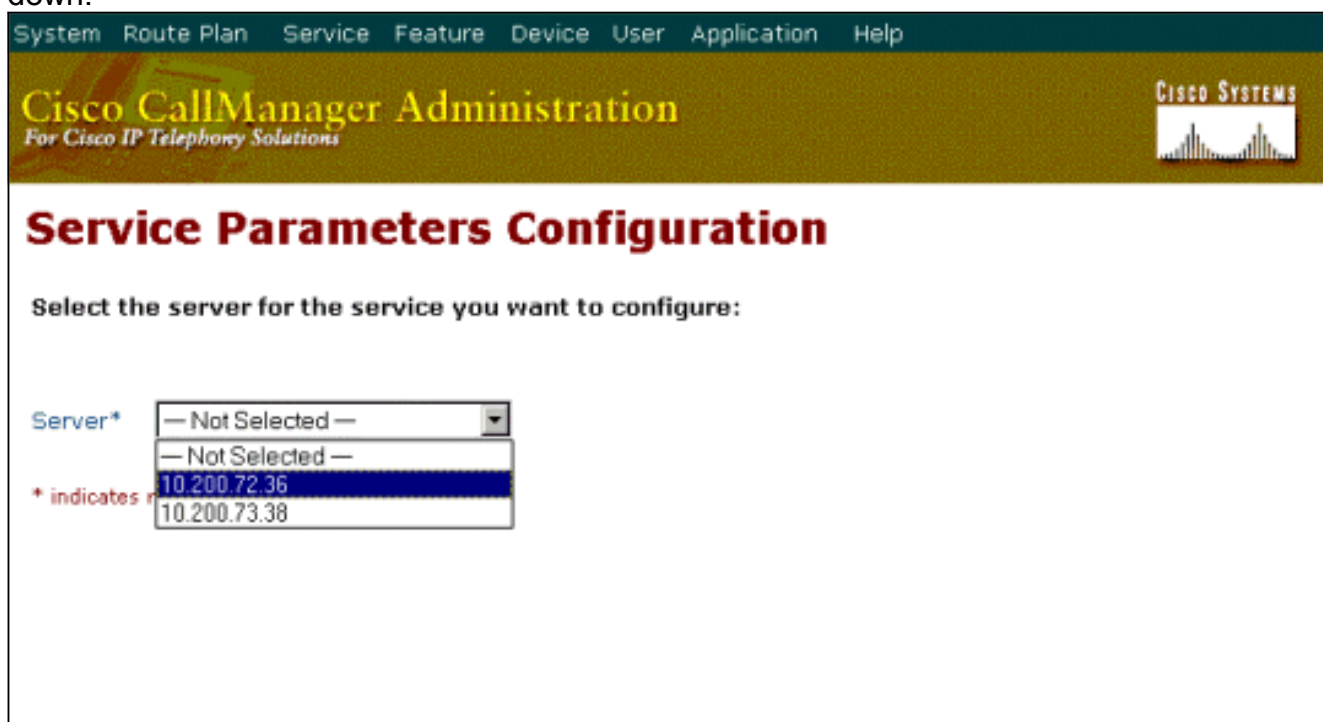 down.
System Route Plan Service Feature Device User Application Help
Cisco CallManager Administration
For Cisco IP Telephony Solutions
CISCO SYSTEMS
Service Parameters Configuration
Select the server for the service you want to configure:
Server* — Not Selected —
— Not Selected —
10.200.72.36
* indicates
10.200.73.38